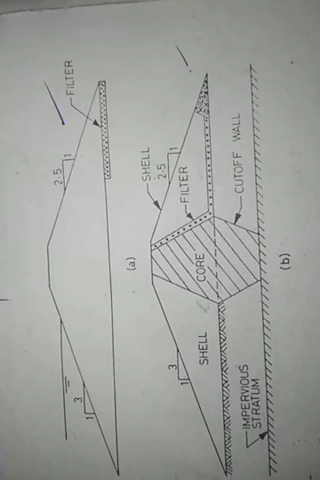 3
1
2.5
1
FILTER
(a)
3
1
SHELL
CORE
FILTER
SHELL
2.5
1
CUTOFF WALL
IMPERVIOUS
STRATUM
(b)